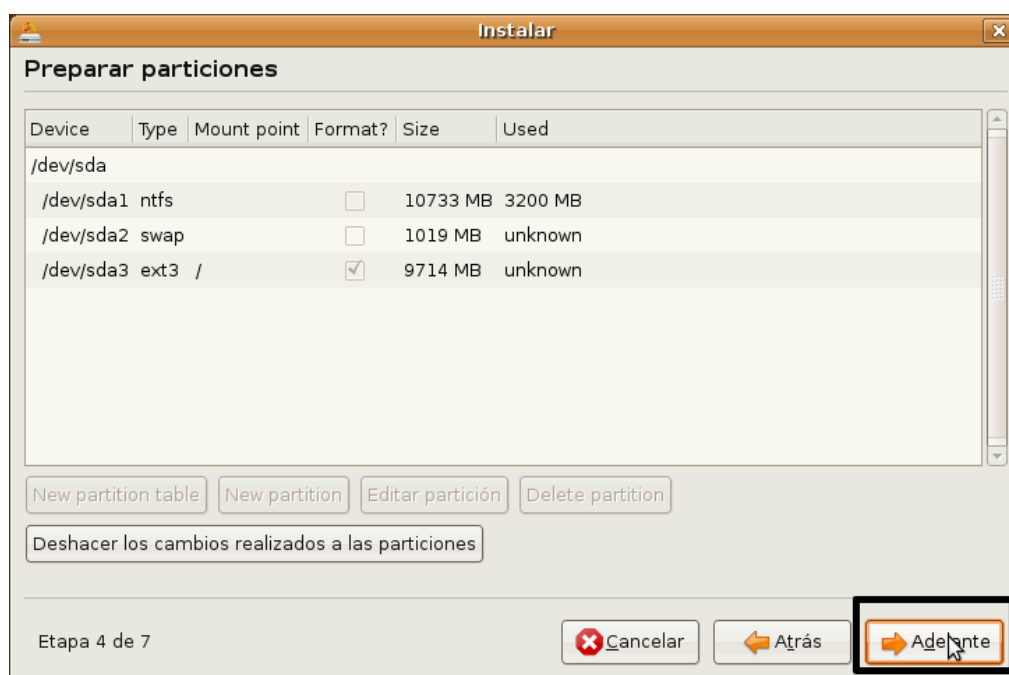 Instalar
Preparar particiones
Device Type Mount point Format? Size Used
/dev/sda
/dev/sda1 ntfs 10733 MB 3200 MB
/dev/sda2 swap 1019 MB unknown
/dev/sda3 ext3 / 9714 MB unknown
New partition table New partition Editar partición Delete partition
Deshacer los cambios realizados a las particiones
Etapa 4 de 7 Cancelar Atrás Adelante